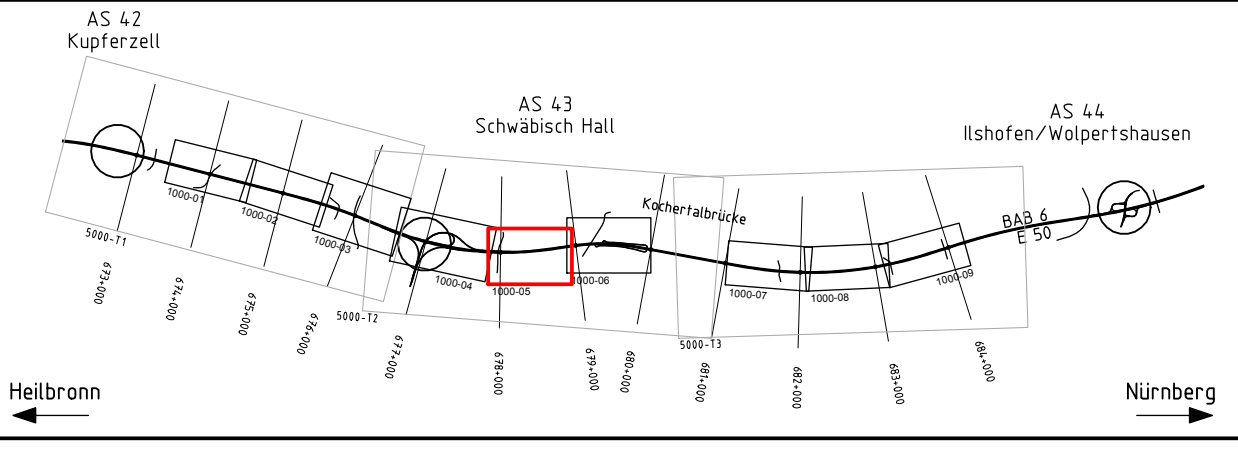 AS 42
Kupferzell
AS 43
Schwäbisch Hall
AS 44
Ilshofen/Wolpertshausen
Kochertalbrücke
BAB 6
E 50
1000-01
1000-02
1000-03
1000-04
1000-05
1000-06
1000-07
1000-08
1000-09
5000-T1
5000-T2
5000-T3
673+000
674+000
675+000
676+000
677+000
678+000
679+000
680+000
681+000
682+000
683+000
684+000
Heilbronn
Nürnberg